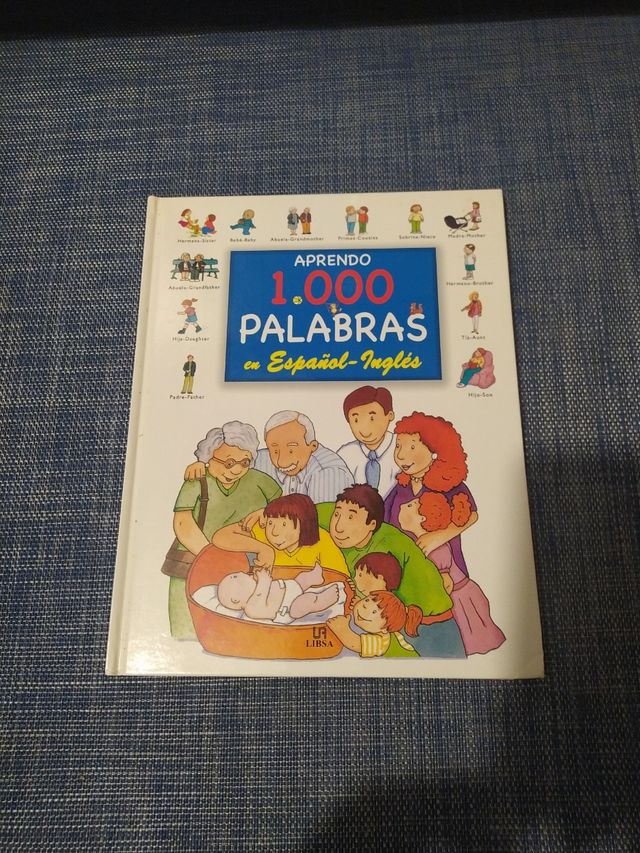 Hermana-Sister
Bebé-Baby
Abuela-Grandmother
Primos-Cousins
Sobrina-Niece
Madre-Mother
APRENDO
1.000
PALABRAS
en Español-Inglés
Abuelo-Grandfather
Hermano-Brother
Hija-Daughter
Tía-Aunt
Padre-Father
Hijo-Son
LIBSA